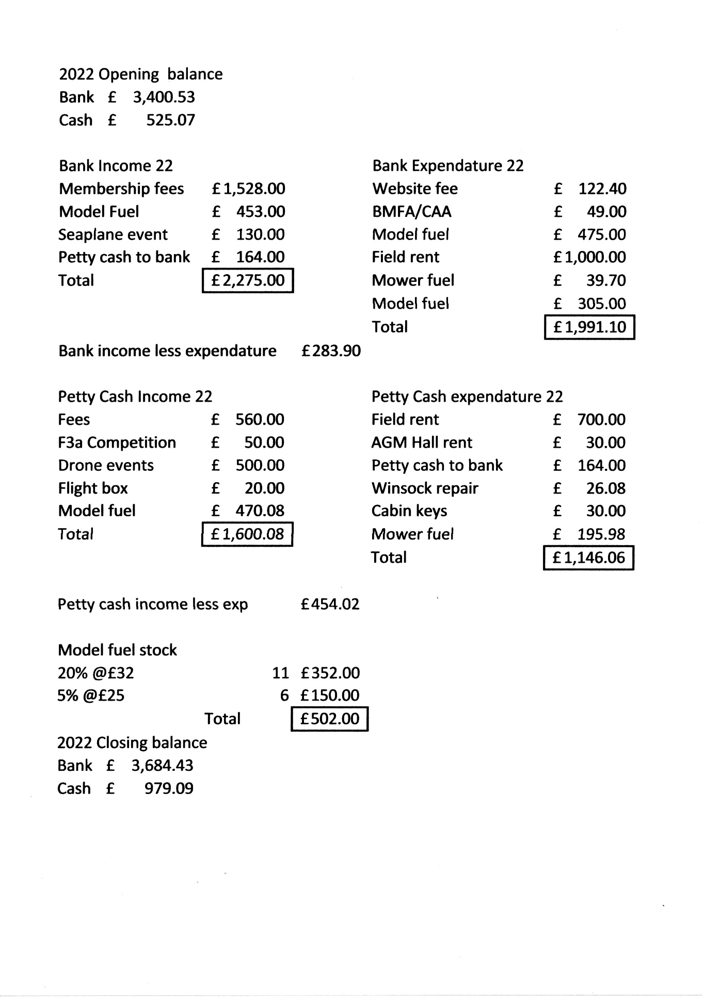 2022 Opening balance
Bank £ 3,400.53
Cash £ 525.07
Bank Income 22
Membership fees £1,528.00
Model Fuel £ 453.00
Seaplane event £ 130.00
Petty cash to bank £ 164.00
Total £2,275.00
Bank Expendature 22
Website fee £ 122.40
BMFA/CAA £ 49.00
Model fuel £ 475.00
Field rent £1,000.00
Mower fuel £ 39.70
Model fuel £ 305.00
Total £1,991.10
Bank income less expendature £283.90
Petty Cash Income 22
Fees £ 560.00
F3a Competition £ 50.00
Drone events £ 500.00
Flight box £ 20.00
Model fuel £ 470.08
Total £1,600.08
Petty Cash expendature 22
Field rent £ 700.00
AGM Hall rent £ 30.00
Petty cash to bank £ 164.00
Winsock repair £ 26.08
Cabin keys £ 30.00
Mower fuel £ 195.98
Total £1,146.06
Petty cash income less exp £454.02
Model fuel stock
20% @£32 11 £352.00
5% @£25 6 £150.00
Total £502.00
2022 Closing balance
Bank £ 3,684.43
Cash £ 979.09